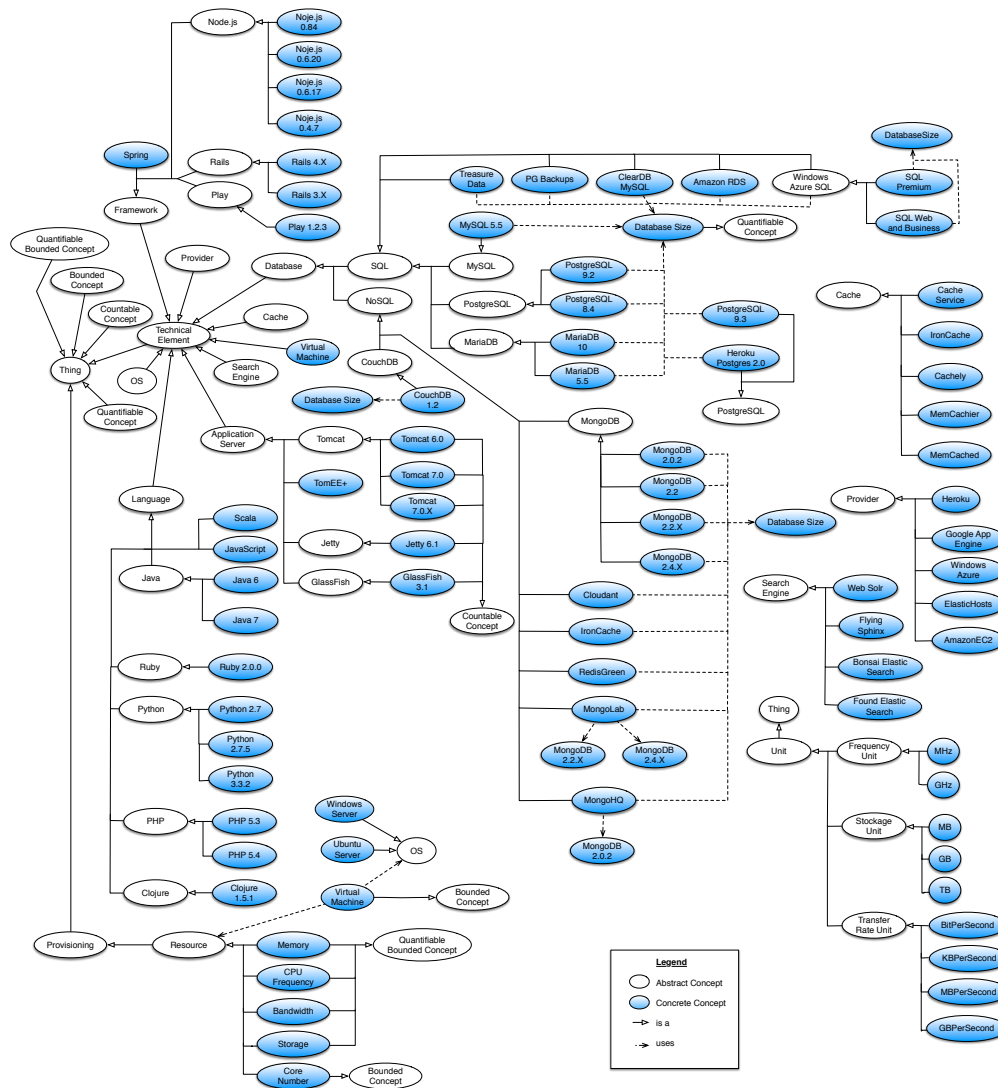 Node.js
Noje.js
0.84
Noje.js
0.6.20
Noje.js
0.6.17
Noje.js
0.4.7
Spring
Rails
Rails 4.X
Rails 3.X
Play
Play 1.2.3
Framework
Treasure
Data
PG Backups
ClearDB
MySQL
Amazon RDS
Windows
Azure SQL
DatabaseSize
SQL
Premium
SQL Web
and Business
MySQL 5.5
Database Size
Quantifiable
Concept
Quantifiable
Bounded Concept
Bounded
Concept
Countable
Concept
Provider
Database
SQL
MySQL
NoSQL
PostgreSQL
PostgreSQL
9.2
PostgreSQL
8.4
PostgreSQL
9.3
MariaDB
MariaDB
10
MariaDB
5.5
Heroku
Postgres 2.0
PostgreSQL
Cache
Cache
Service
IronCache
Cachely
MemCachier
MemCached
Technical
Element
Cache
Virtual
Machine
Search
Engine
Thing
OS
Quantifiable
Concept
CouchDB
CouchDB
1.2
Database Size
Application
Server
Tomcat
Tomcat 6.0
Tomcat 7.0
Tomcat
7.0.X
TomEE+
Jetty
Jetty 6.1
GlassFish
GlassFish
3.1
Countable
Concept
MongoDB
MongoDB
2.0.2
MongoDB
2.2
MongoDB
2.2.X
MongoDB
2.4.X
Database Size
Cloudant
IronCache
RedisGreen
MongoLab
MongoDB
2.2.X
MongoDB
2.4.X
MongoHQ
MongoDB
2.0.2
Provider
Heroku
Google App
Engine
Windows
Azure
ElasticHosts
AmazonEC2
Search
Engine
Web Solr
Flying
Sphinx
Bonsai Elastic
Search
Found Elastic
Search
Language
Scala
JavaScript
Java
Java 6
Java 7
Ruby
Ruby 2.0.0
Python
Python 2.7
Python
2.7.5
Python
3.3.2
PHP
PHP 5.3
PHP 5.4
Clojure
Clojure
1.5.1
Windows
Server
Ubuntu
Server
OS
Virtual
Machine
Bounded
Concept
Provisioning
Resource
Memory
CPU
Frequency
Bandwidth
Storage
Core
Number
Quantifiable
Bounded Concept
Bounded
Concept
Thing
Unit
Frequency
Unit
MHz
GHz
Stockage
Unit
MB
GB
TB
Transfer
Rate Unit
BitPerSecond
KBPerSecond
MBPerSecond
GBPerSecond
Legend
Abstract Concept
Concrete Concept
is a
uses